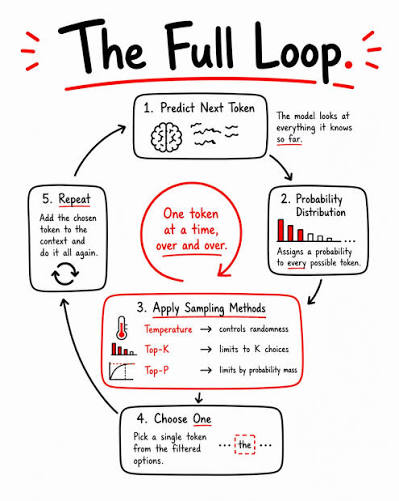 The Full Loop.
1. Predict Next Token
The model looks at
everything it knows
so far.
2. Probability
Distribution
...
Assigns a probability
to every possible token.
3. Apply Sampling Methods
Temperature → controls randomness
Top-K → limits to K choices
Top-P → limits by probability mass
4. Choose One
Pick a single token
from the filtered
options.
... the ...
5. Repeat
Add the chosen
token to the
context and
do it all again.
One token
at a time,
over and over.